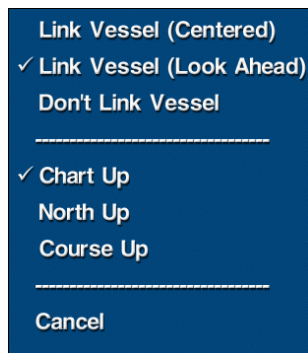 Link Vessel (Centered)
✓ Link Vessel (Look Ahead)
Don't Link Vessel
--------------------------------
✓ Chart Up
North Up
Course Up
--------------------------------
Cancel